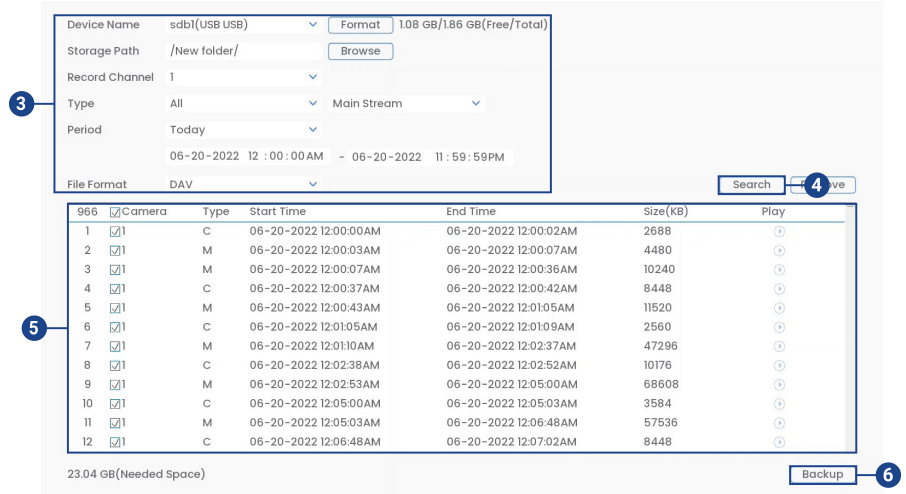 Device Name sdb1(USB USB) Format 1.08 GB/1.86 GB(Free/Total)
Storage Path /New folder/ Browse
Record Channel 1
3 Type All Main Stream
Period Today
06-20-2022 12 :00:00AM - 06-20-2022 11:59:59PM
File Format DAV Search 4
966 Camera Type Start Time End Time Size(KB) Play
1 1 C 06-20-2022 12:00:00AM 06-20-2022 12:00:02AM 2688
2 1 M 06-20-2022 12:00:03AM 06-20-2022 12:00:07AM 4480
3 1 M 06-20-2022 12:00:07AM 06-20-2022 12:00:36AM 10240
4 1 C 06-20-2022 12:00:37AM 06-20-2022 12:00:42AM 8448
5 1 M 06-20-2022 12:00:43AM 06-20-2022 12:01:05AM 11520
5 6 1 C 06-20-2022 12:01:05AM 06-20-2022 12:01:09AM 2560
7 1 M 06-20-2022 12:01:10AM 06-20-2022 12:02:37AM 47296
8 1 C 06-20-2022 12:02:38AM 06-20-2022 12:02:52AM 10176
9 1 M 06-20-2022 12:02:53AM 06-20-2022 12:05:00AM 68608
10 1 C 06-20-2022 12:05:00AM 06-20-2022 12:05:03AM 3584
11 1 M 06-20-2022 12:05:03AM 06-20-2022 12:06:48AM 57536
12 1 C 06-20-2022 12:06:48AM 06-20-2022 12:07:02AM 8448
23.04 GB(Needed Space) Backup 6